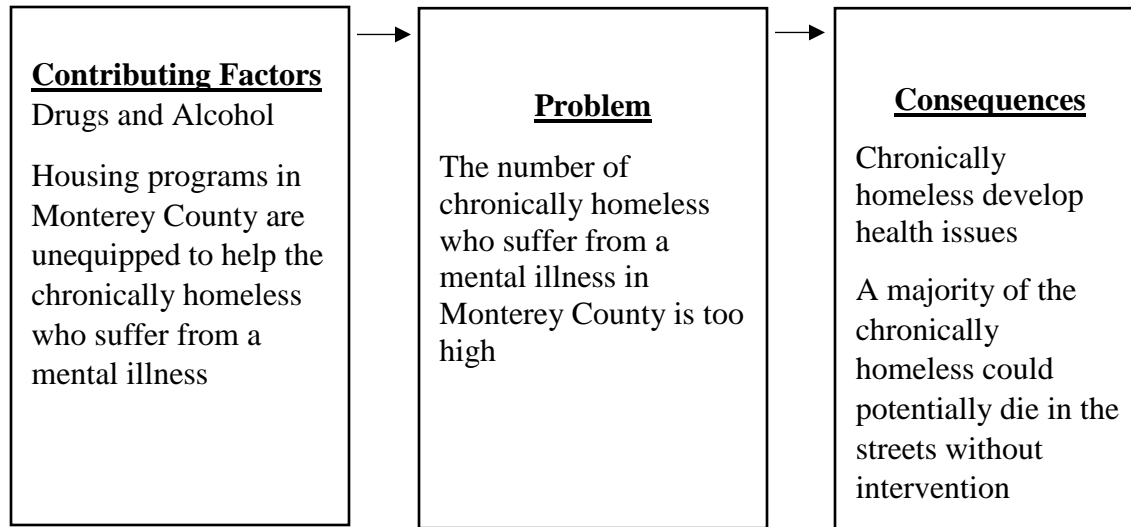 Contributing Factors
Drugs and Alcohol
Housing programs in
Monterey County are
unequipped to help the
chronically homeless
who suffer from a
mental illness
Problem
The number of
chronically homeless
who suffer from a
mental illness in
Monterey County is too
high
Consequences
Chronically
homeless develop
health issues
A majority of the
chronically
homeless could
potentially die in the
streets without
intervention